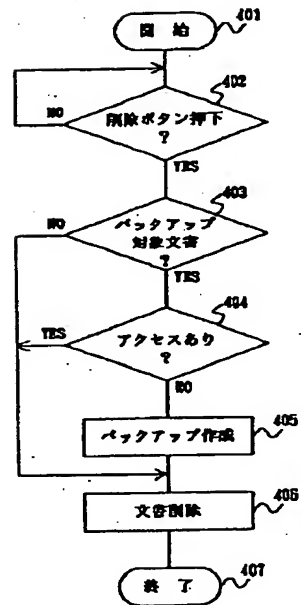 開始
401
402
削除ボタン押下
?
NO
YES
403
バックアップ
対象文書
?
NO
YES
404
アクセスあり
?
YES
NO
バックアップ作成
405
文書削除
406
終了
407